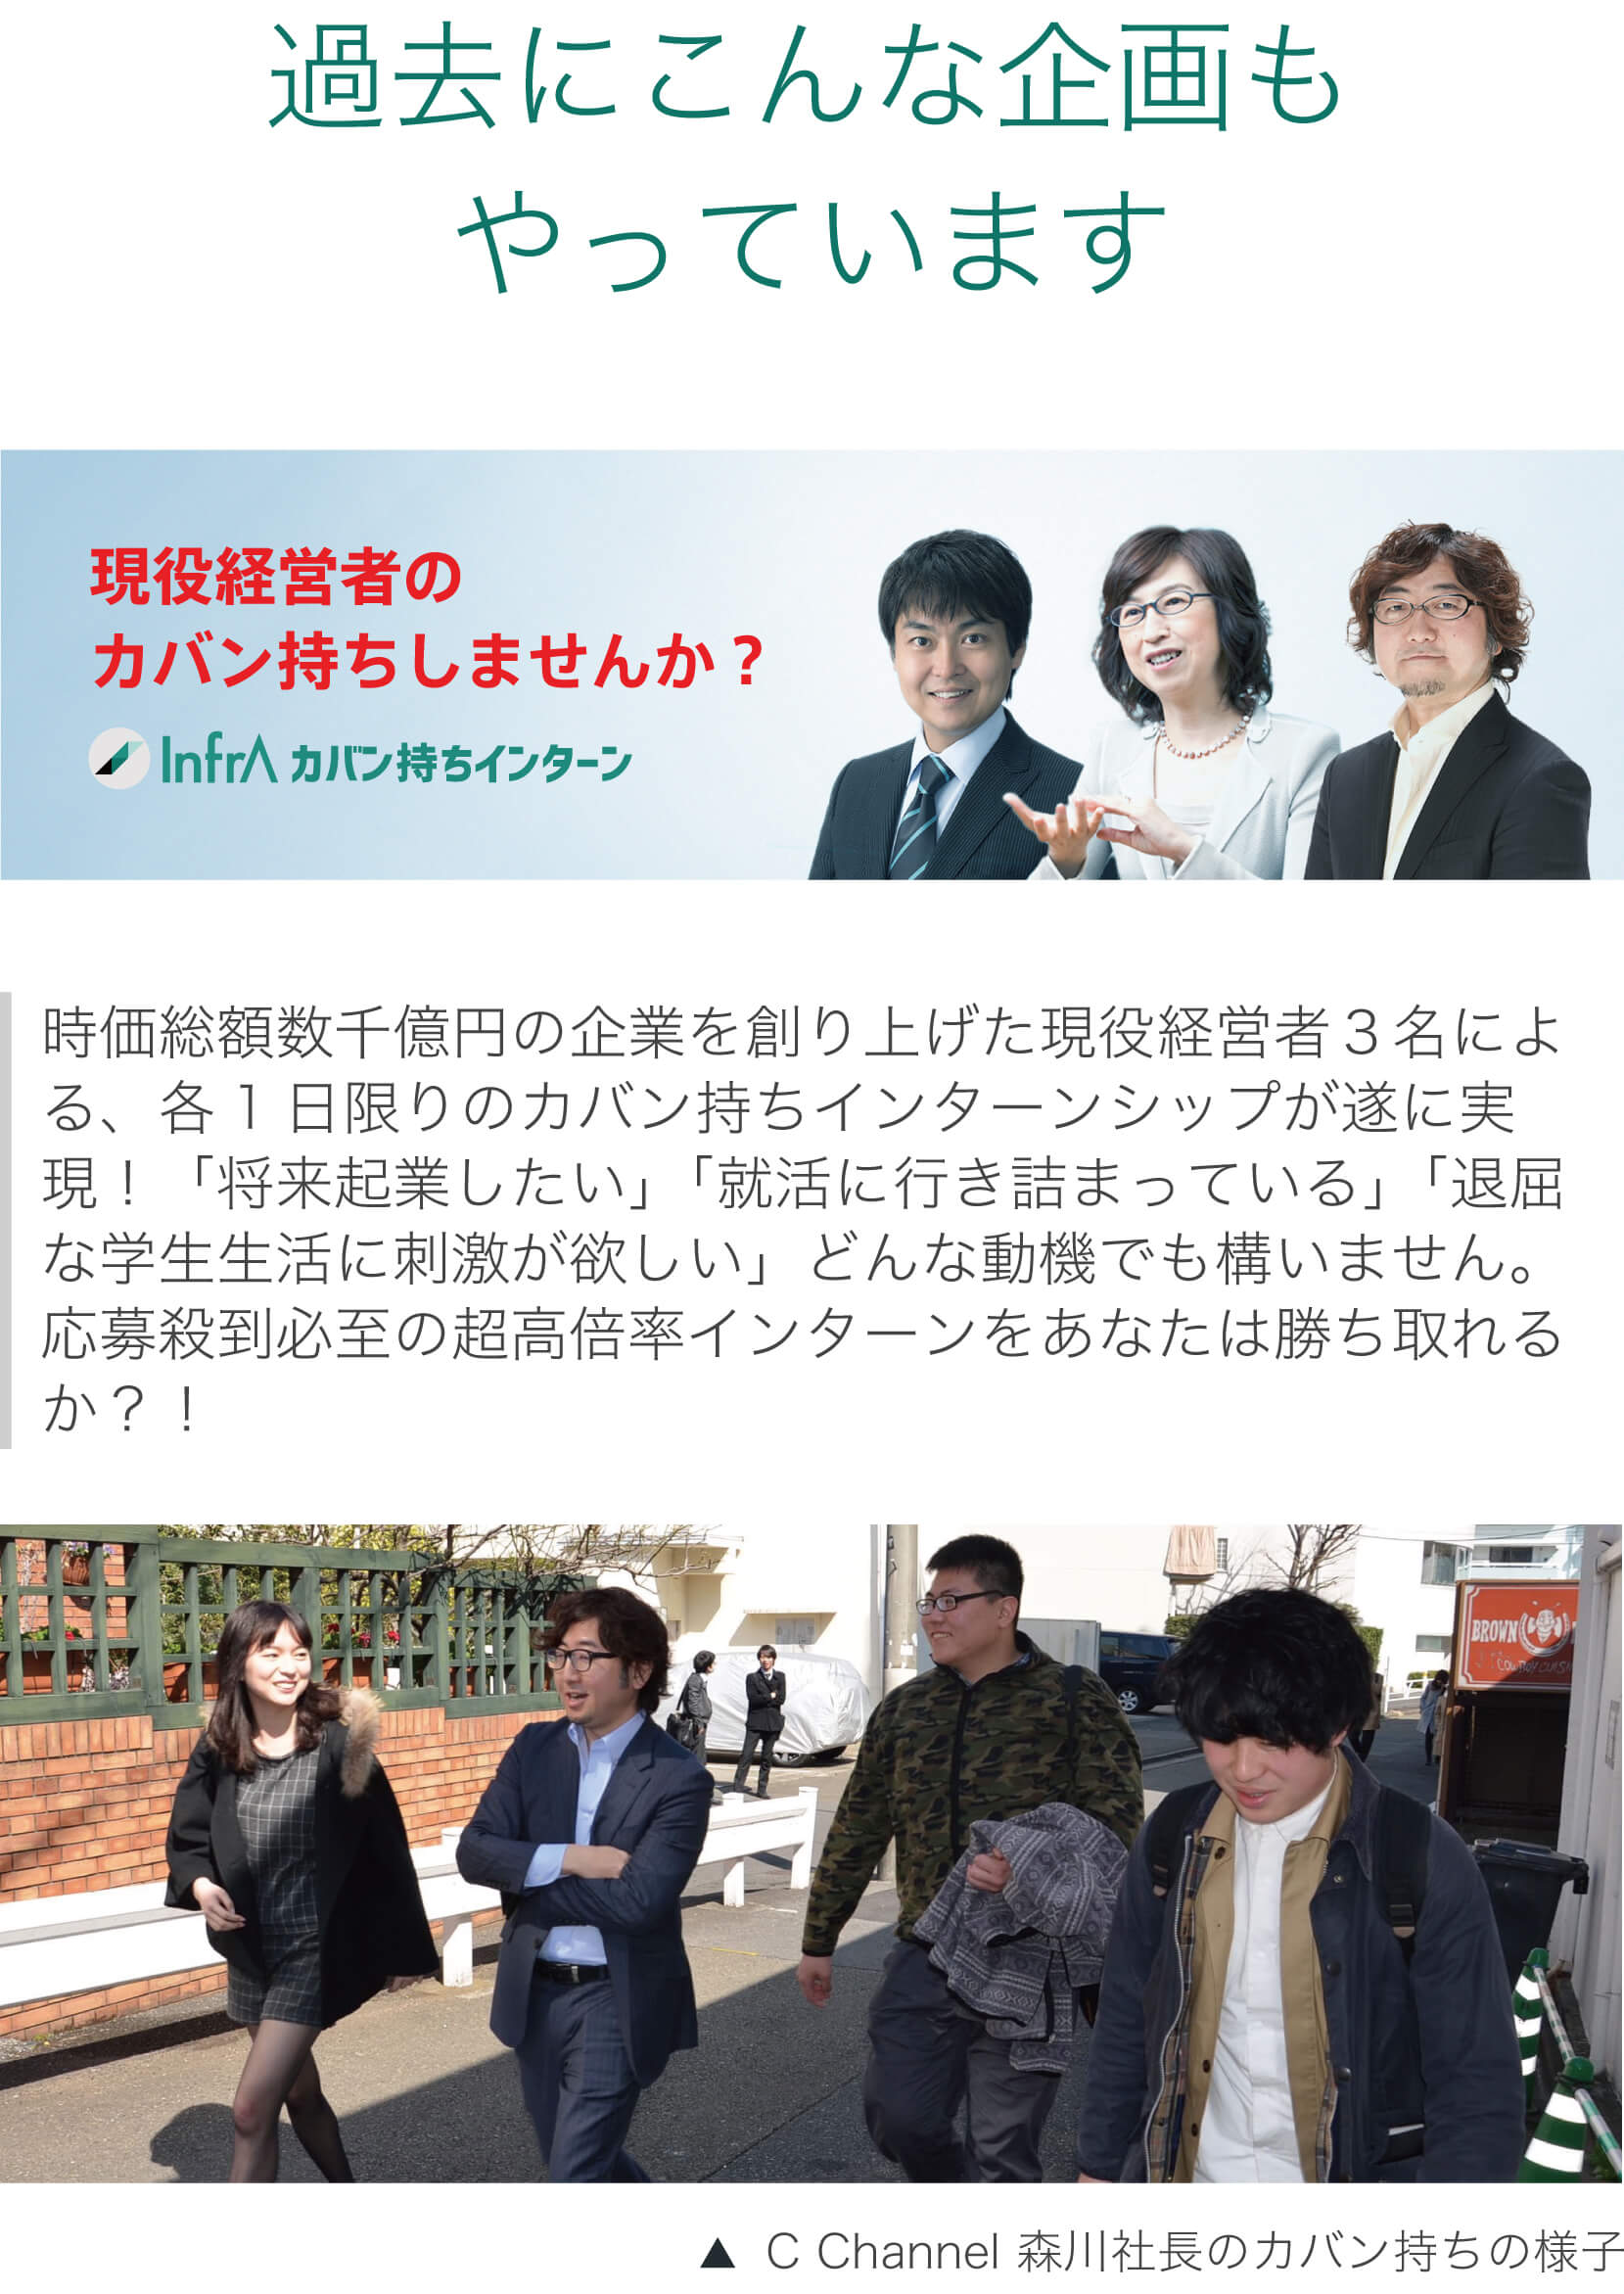 過去にこんな企画も
やっています
現役経営者の
カバン持ちしませんか？
InfrA カバン持ちインターン
時価総額数千億円の企業を創り上げた現役経営者３名によ
る、各１日限りのカバン持ちインターンシップが遂に実
現！「将来起業したい」「就活に行き詰まっている」「退屈
な学生生活に刺激が欲しい」どんな動機でも構いません。
応募殺到必至の超高倍率インターンをあなたは勝ち取れる
か？！
BROWN
▲ C Channel 森川社長のカバン持ちの様子